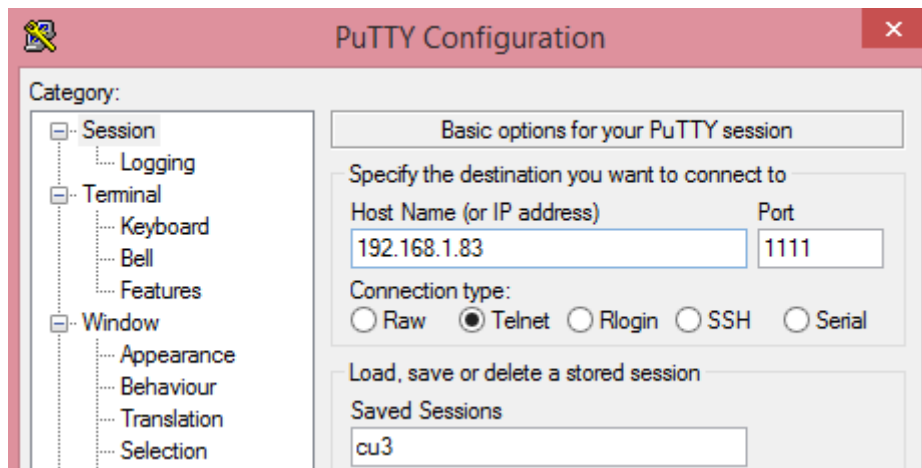 PuTTY Configuration
Category:
Session
Logging
Terminal
Keyboard
Bell
Features
Window
Appearance
Behaviour
Translation
Selection
Basic options for your PuTTY session
Specify the destination you want to connect to
Host Name (or IP address) Port
192.168.1.83 1111
Connection type:
Raw Telnet Rlogin SSH Serial
Load, save or delete a stored session
Saved Sessions
cu3